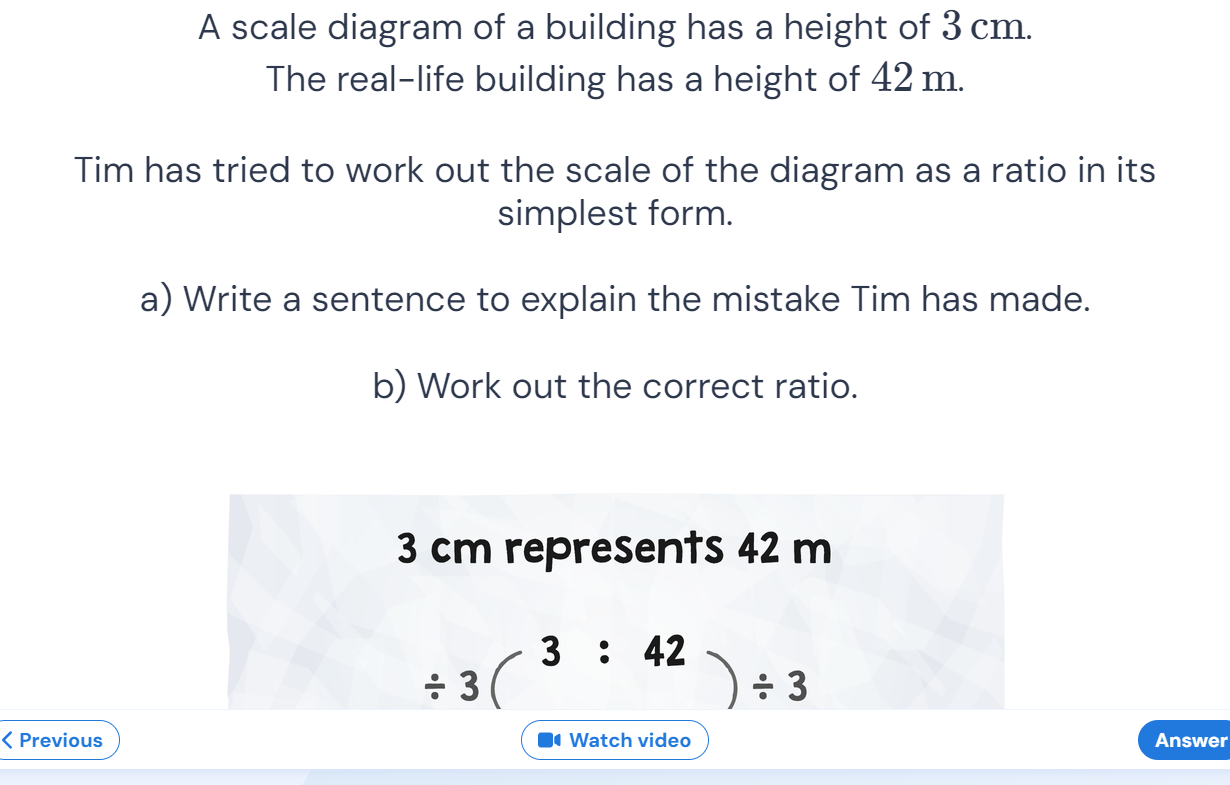 A scale diagram of a building has a height of 3 cm.
The real-life building has a height of 42 m.
Tim has tried to work out the scale of the diagram as a ratio in its
simplest form.
a) Write a sentence to explain the mistake Tim has made.
b) Work out the correct ratio.
3 cm represents 42 m
3 : 42
÷ 3 ÷ 3
Previous Watch video Answer